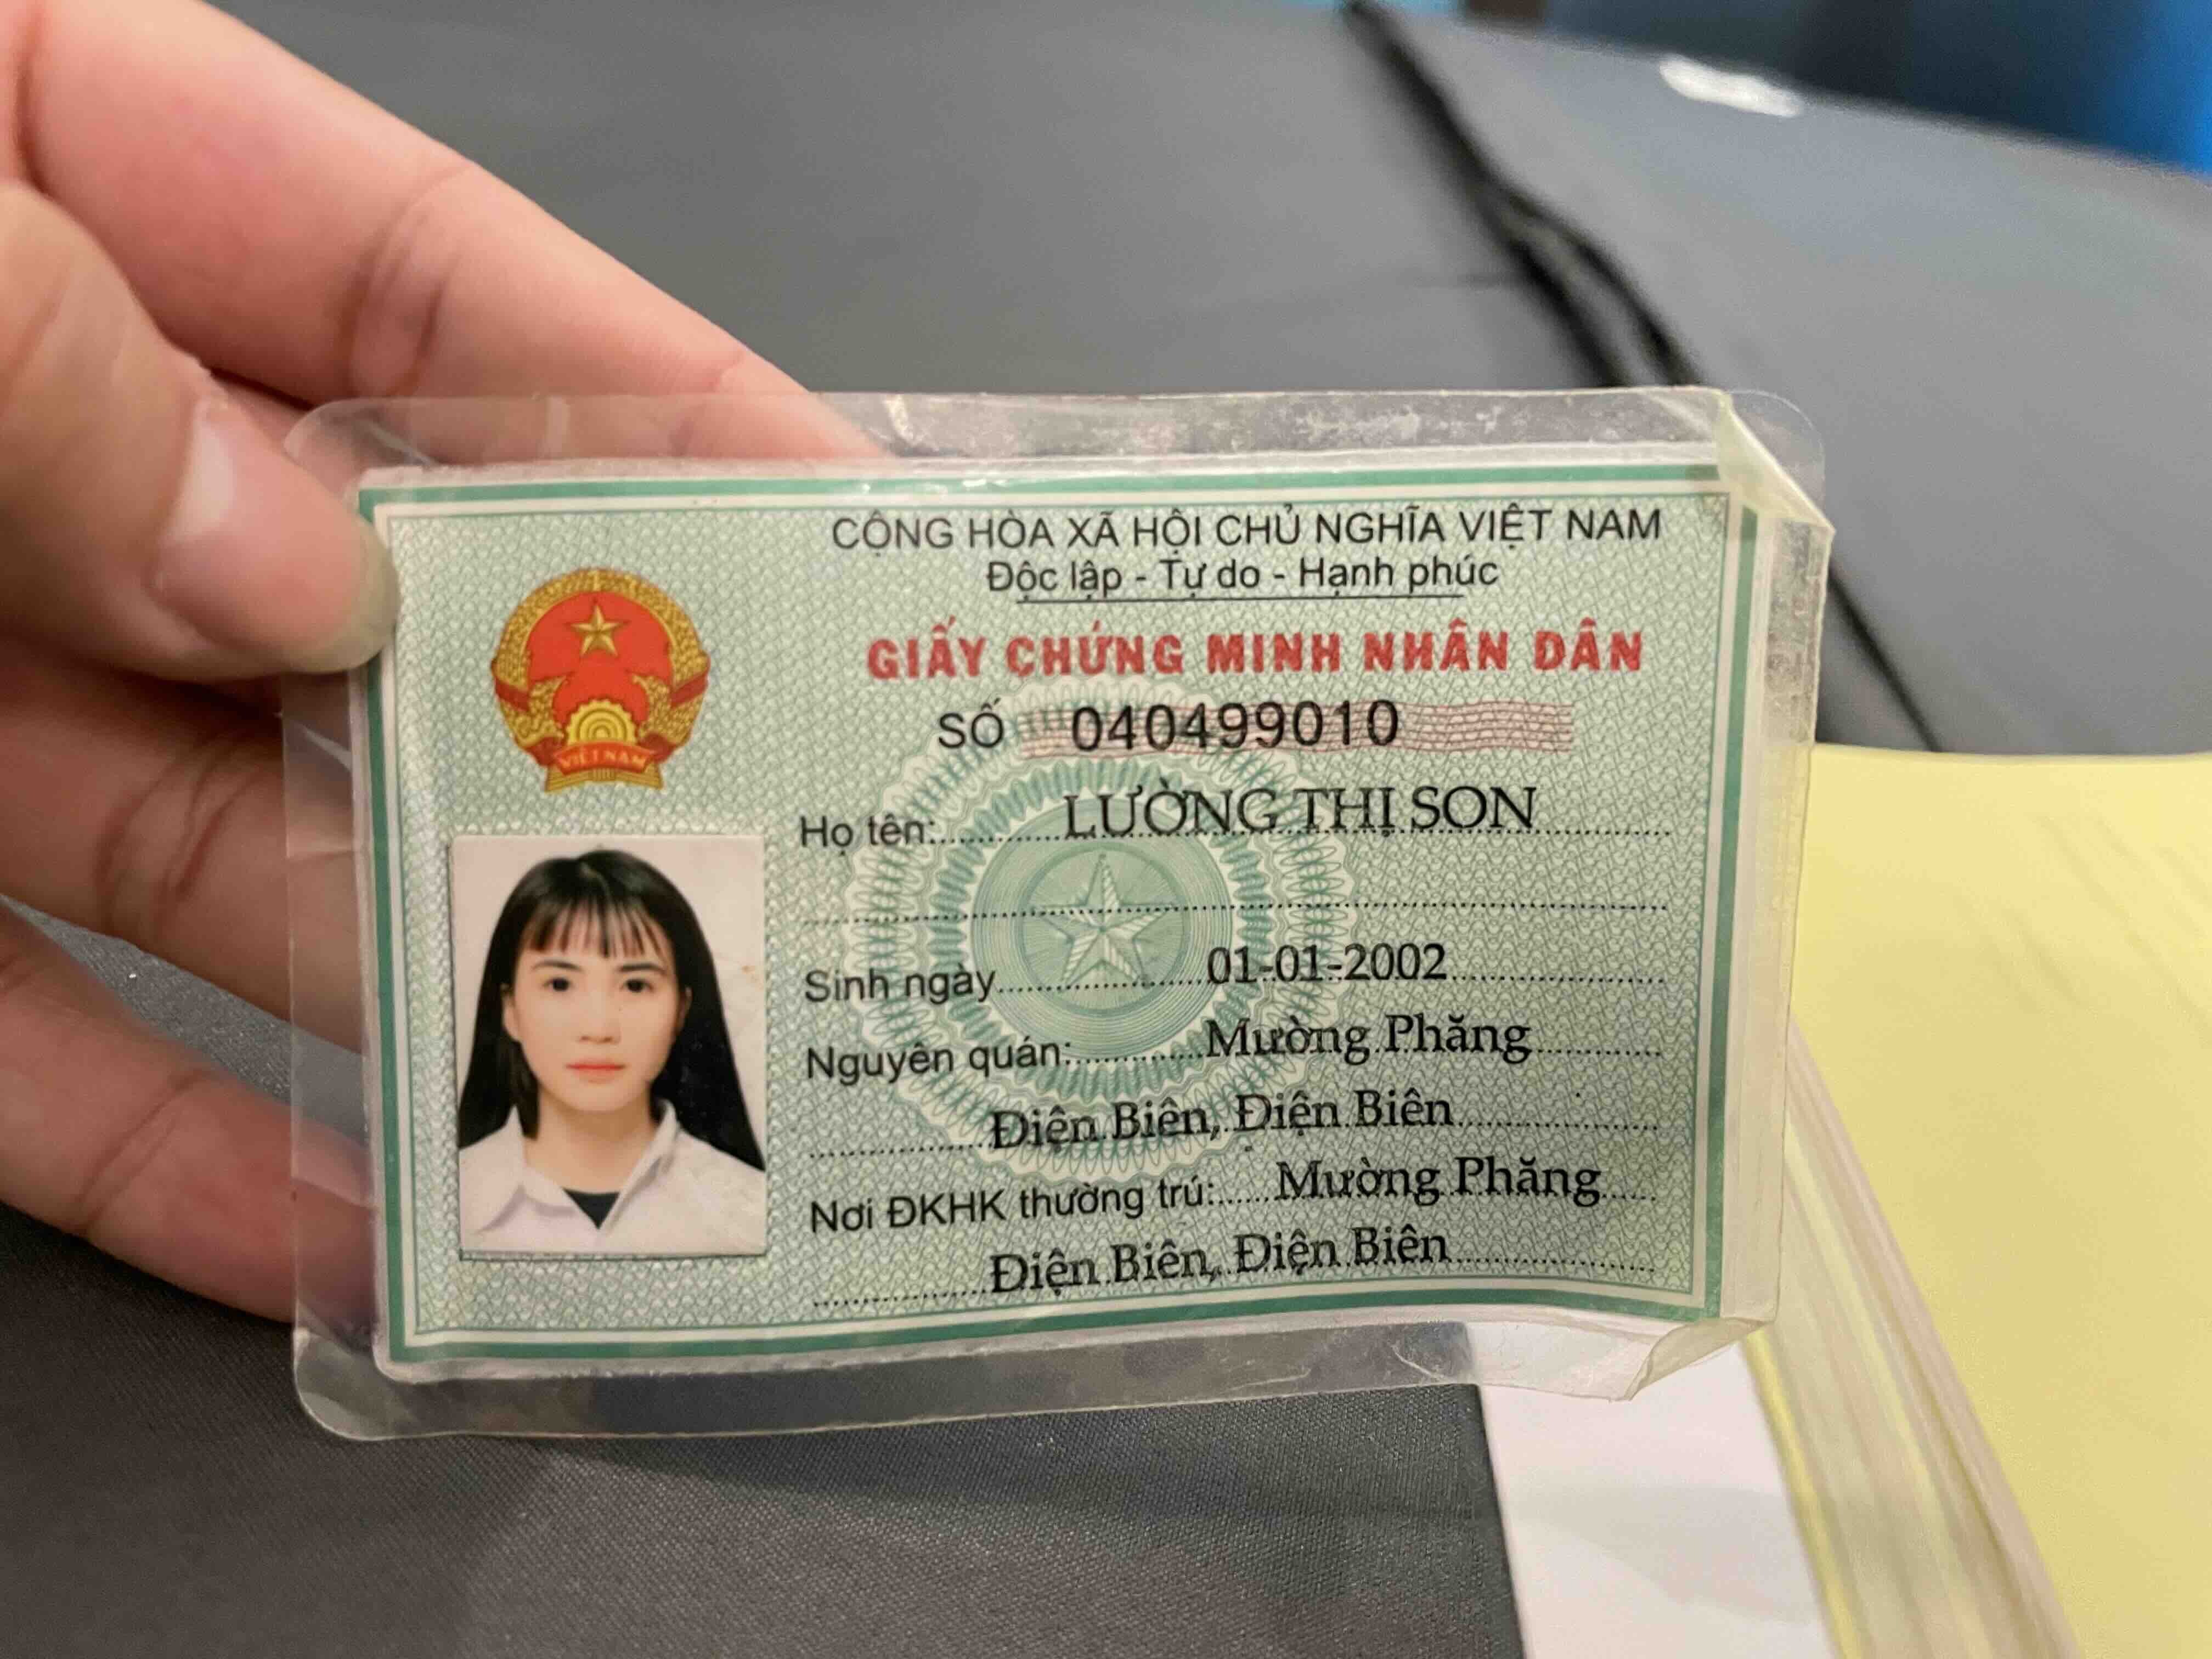 CỘNG HÒA XÃ HỘI CHỦ NGHĨA VIỆT NAM
Độc lập - Tự do - Hạnh phúc
GIẤY CHỨNG MINH NHÂN DÂN
SỐ 040499010
VIỆT NAM
Họ tên: LƯỜNG THỊ SON
Sinh ngày 01-01-2002
Nguyên quán: Mường Phăng
Điện Biên, Điện Biên
Nơi ĐKHK thường trú: Mường Phăng
Điện Biên, Điện Biên